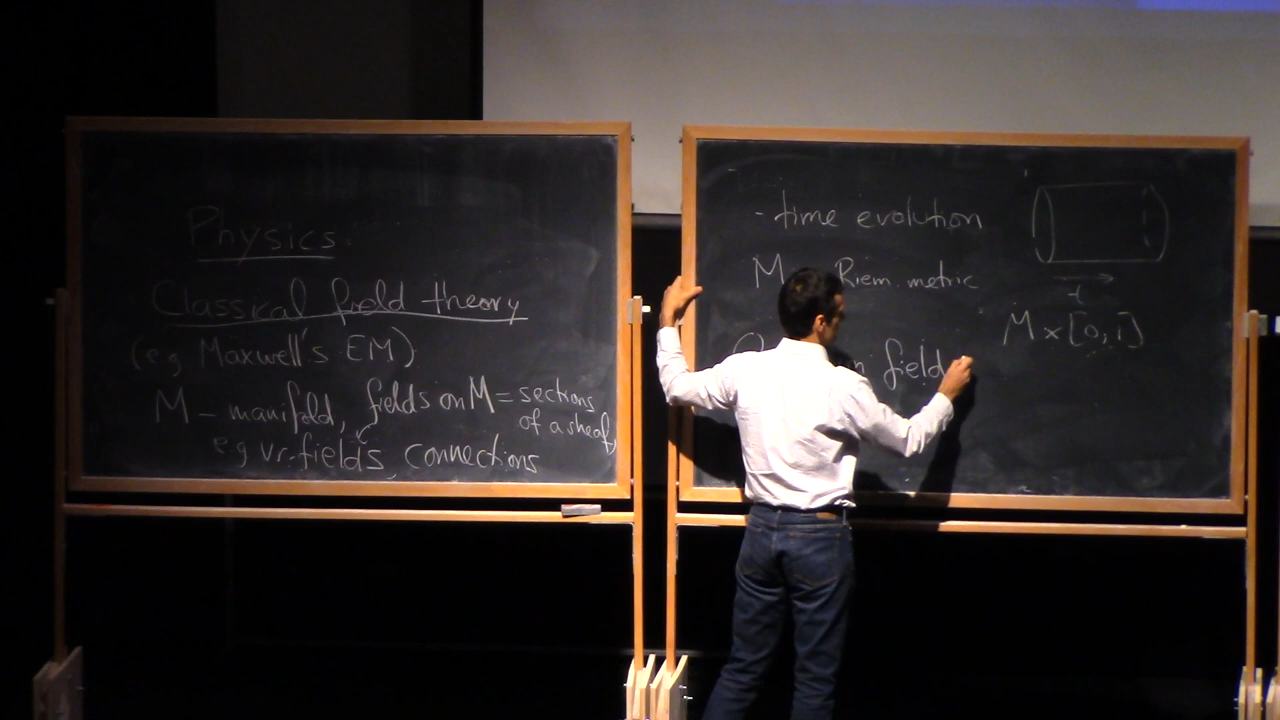 Physics
Classical field theory
(e.g Maxwell's EM)
M – manifold, fields on M = sections
of a sheaf,
e.g v.fields, connections
- time evolution
M Riem. metric
t
M x [0,1]
field